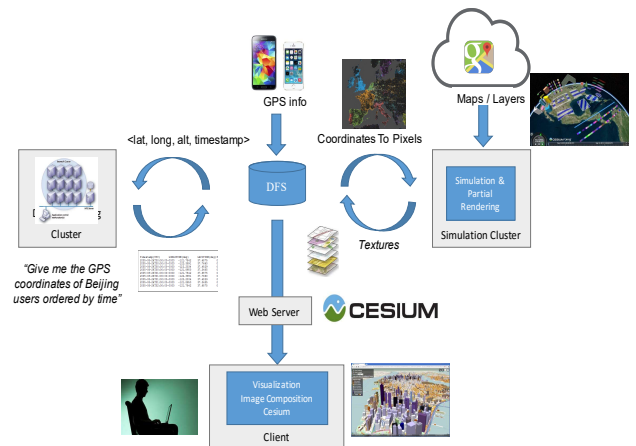 GPS info
Maps / Layers
<lat, long, alt, timestamp>
Coordinates To Pixels
DFS
Simulation &
Partial
Rendering
Cluster
Textures
Simulation Cluster
“Give me the GPS
coordinates of Beijing
users ordered by time”
Web Server
CESIUM
Visualization
Image Composition
Cesium
Client